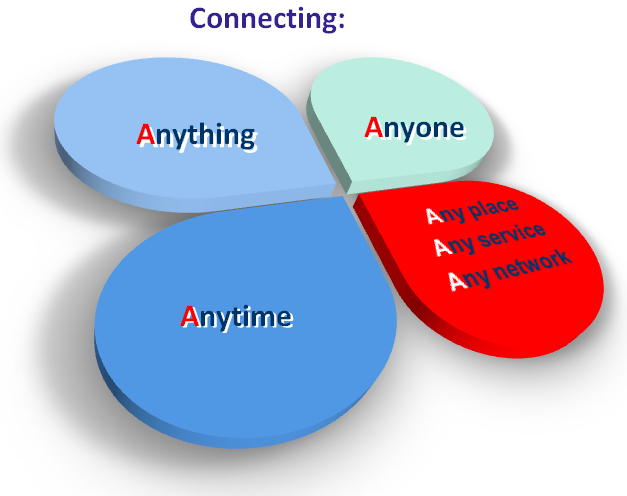 Connecting:
Anything
Anyone
Any place
Any service
Any network
Anytime